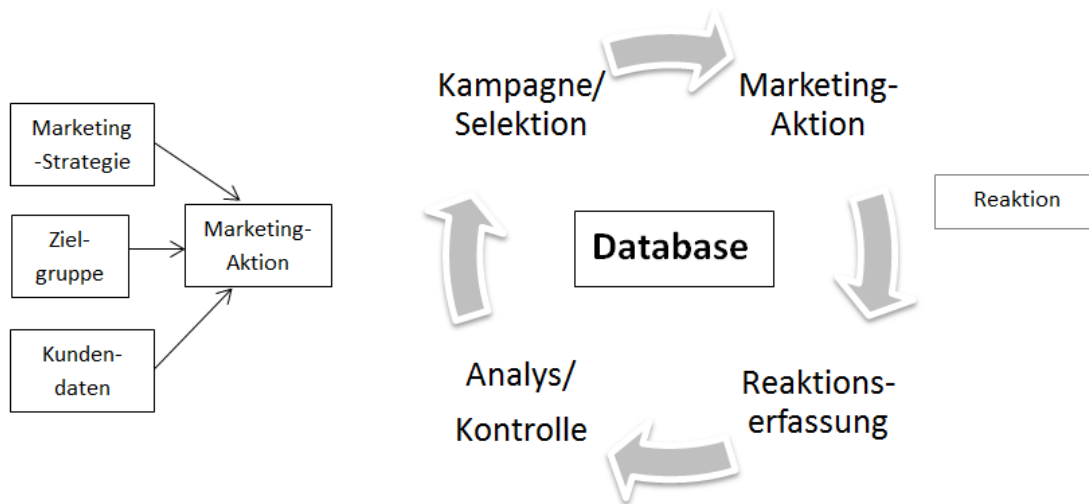 Marketing
-Strategie
Ziel-
gruppe
Kunden-
daten
Marketing-
Aktion
Kampagne/
Selektion
Marketing-
Aktion
Reaktion
Database
Reaktions-
erfassung
Analys/
Kontrolle